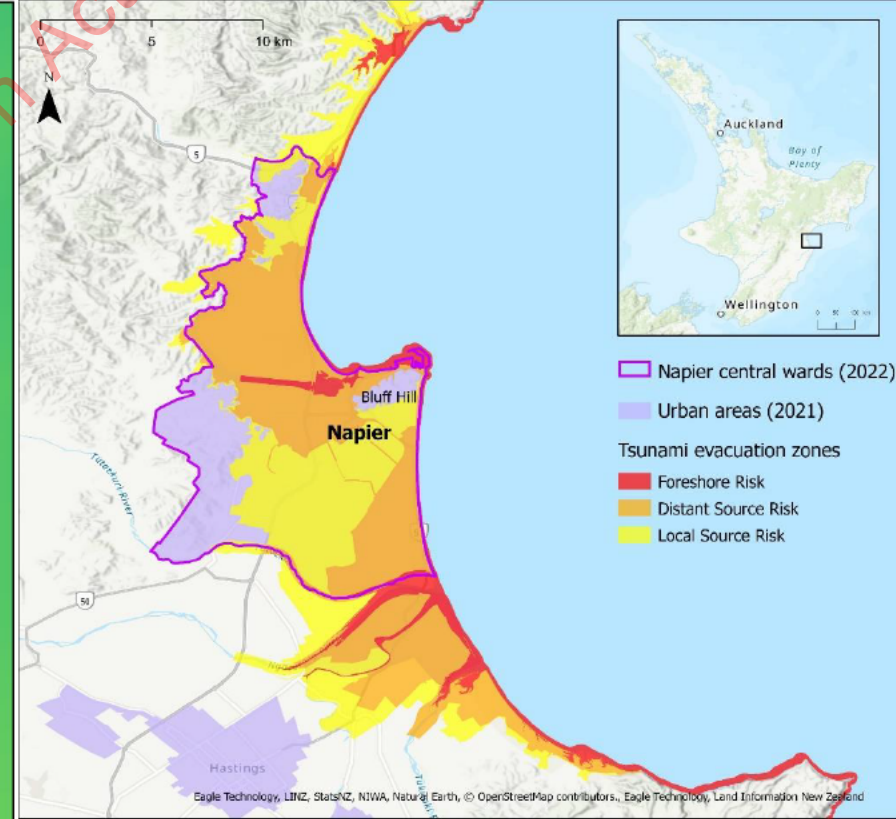 n Ac
0 5 10 km
N
5
Auckland
Bay of
Plenty
Wellington
Napier central wards (2022)
Bluff Hill
Urban areas (2021)
Napier
Tsunami evacuation zones
Foreshore Risk
Distant Source Risk
Local Source Risk
50
Hastings
Eagle Technology, LINZ, StatsNZ, NIWA, Natural Earth, © OpenStreetMap contributors., Eagle Technology, Land Information New Zealand